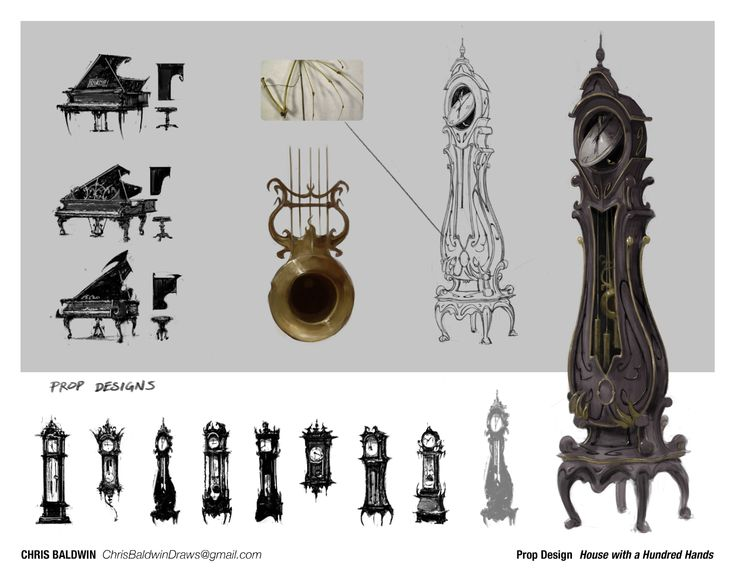 PROP DESIGNS
CHRIS BALDWIN ChrisBaldwinDraws@gmail.com
Prop Design House with a Hundred Hands